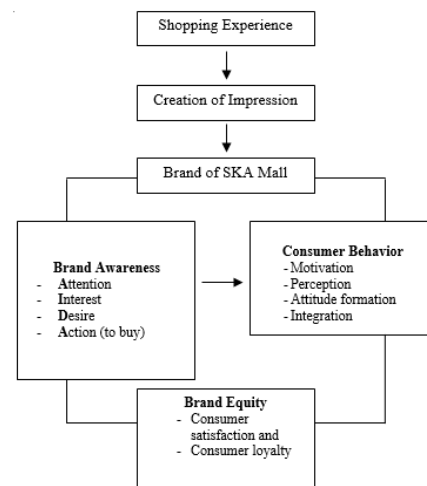 Shopping Experience
Creation of Impression
Brand of SKA Mall
Brand Awareness
- Attention
- Interest
- Desire
- Action (to buy)
Consumer Behavior
- Motivation
- Perception
- Attitude formation
- Integration
Brand Equity
- Consumer
satisfaction and
- Consumer loyalty